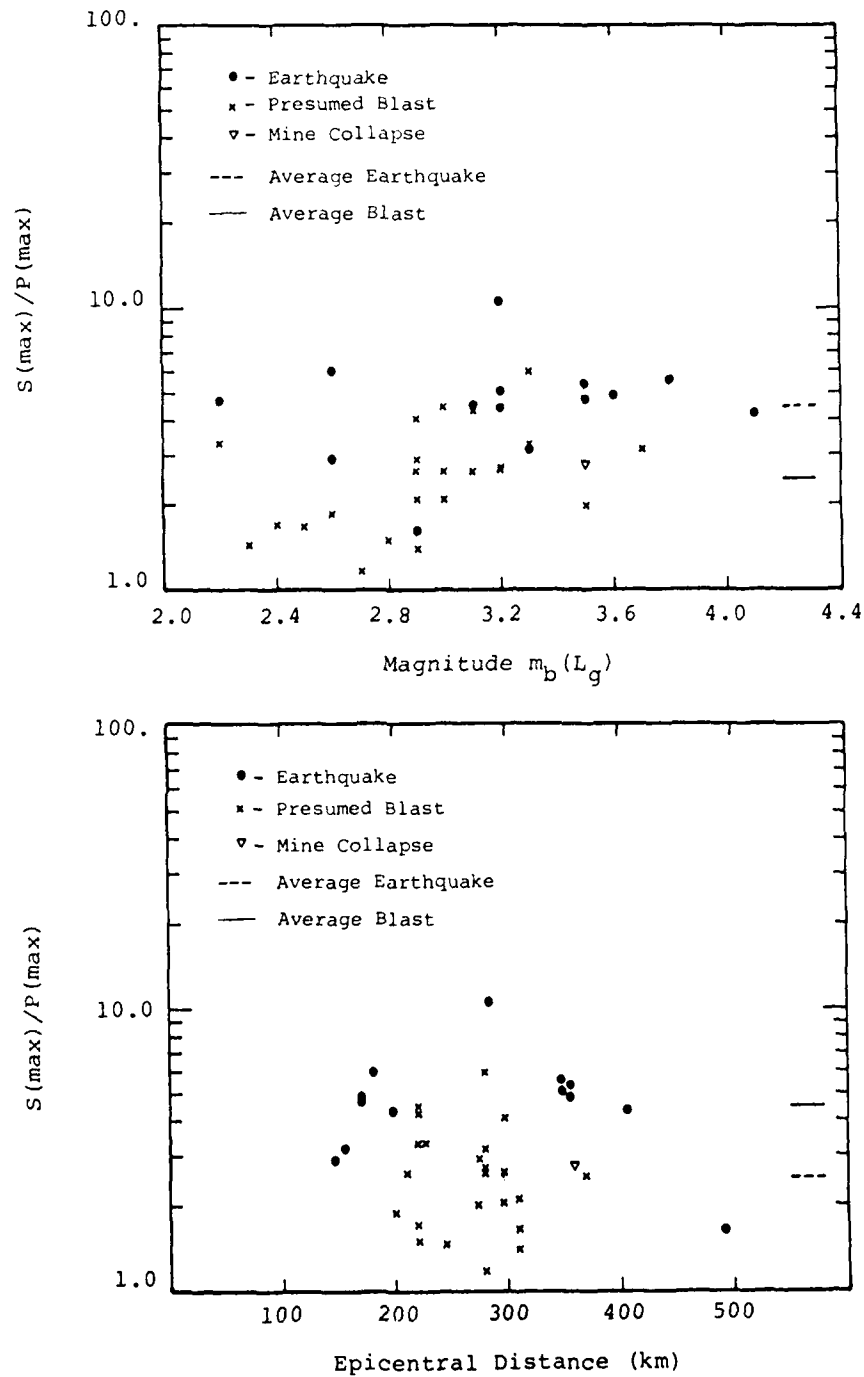 100.
● - Earthquake
x - Presumed Blast
▽ - Mine Collapse
--- Average Earthquake
— Average Blast
S(max)/P(max)
10.0
1.0
2.0 2.4 2.8 3.2 3.6 4.0 4.4
Magnitude m_b(L_g)
100.
● - Earthquake
x - Presumed Blast
▽ - Mine Collapse
--- Average Earthquake
— Average Blast
S(max)/P(max)
10.0
1.0
100 200 300 400 500
Epicentral Distance (km)